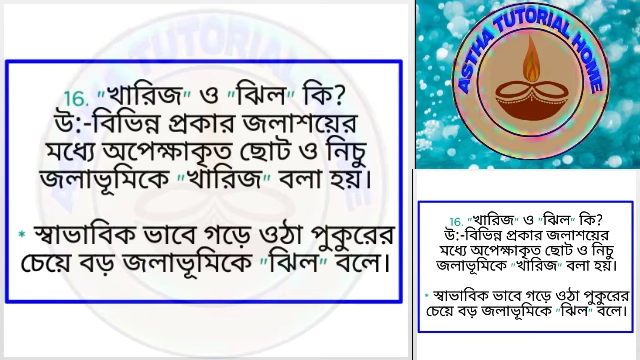 16. "খারিজ" ও "ঝিল" কি?
উ:-বিভিন্ন প্রকার জলাশয়ের
মধ্যে অপেক্ষাকৃত ছোট ও নিচু
জলাভূমিকে "খারিজ" বলা হয়।
* স্বাভাবিক ভাবে গড়ে ওঠা পুকুরের
চেয়ে বড় জলাভূমিকে "ঝিল" বলে।
ASTHA TUTORIAL HOME
16. "খারিজ" ও "ঝিল" কি?
উ:-বিভিন্ন প্রকার জলাশয়ের
মধ্যে অপেক্ষাকৃত ছোট ও নিচু
জলাভূমিকে "খারিজ" বলা হয়।
* স্বাভাবিক ভাবে গড়ে ওঠা পুকুরের
চেয়ে বড় জলাভূমিকে "ঝিল" বলে।